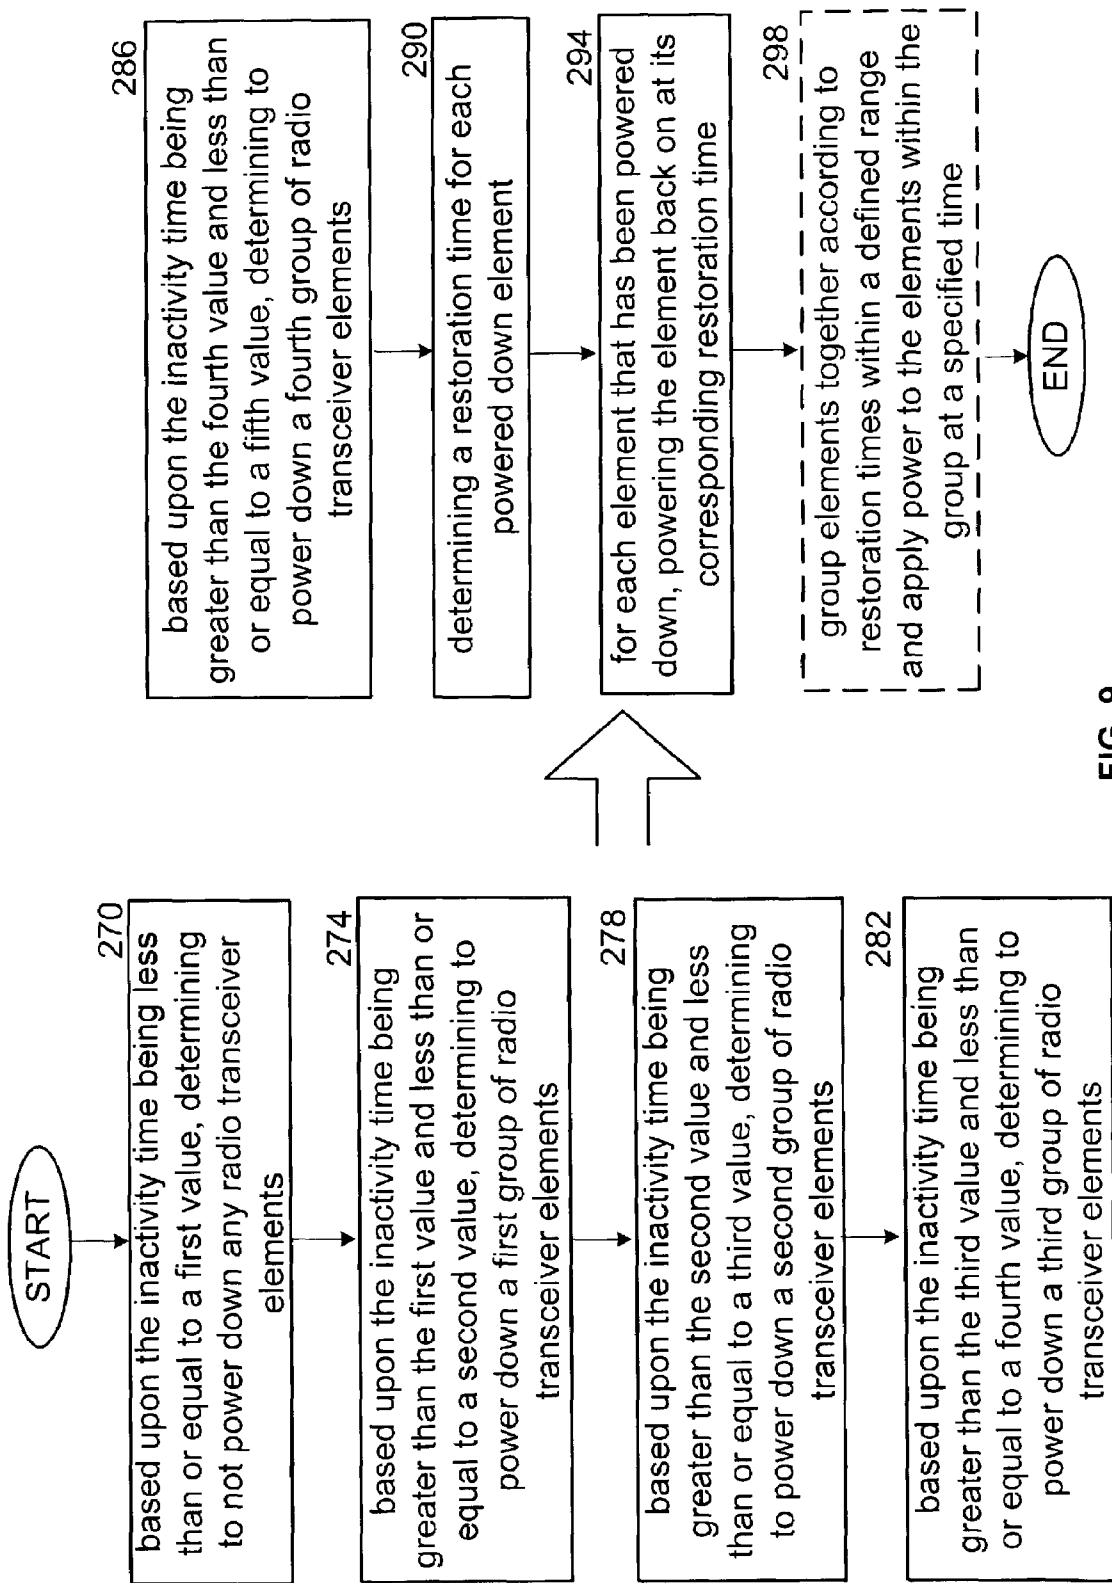 START
270
based upon the inactivity time being less
than or equal to a first value, determining
to not power down any radio transceiver
elements
274
based upon the inactivity time being
greater than the first value and less than or
equal to a second value, determining to
power down a first group of radio
transceiver elements
278
based upon the inactivity time being
greater than the second value and less
than or equal to a third value, determining
to power down a second group of radio
transceiver elements
282
based upon the inactivity time being
greater than the third value and less than
or equal to a fourth value, determining to
power down a third group of radio
transceiver elements
286
based upon the inactivity time being
greater than the fourth value and less than
or equal to a fifth value, determining to
power down a fourth group of radio
transceiver elements
290
determining a restoration time for each
powered down element
294
for each element that has been powered
down, powering the element back on at its
corresponding restoration time
298
group elements together according to
restoration times within a defined range
and apply power to the elements within the
group at a specified time
END
FIG. 9